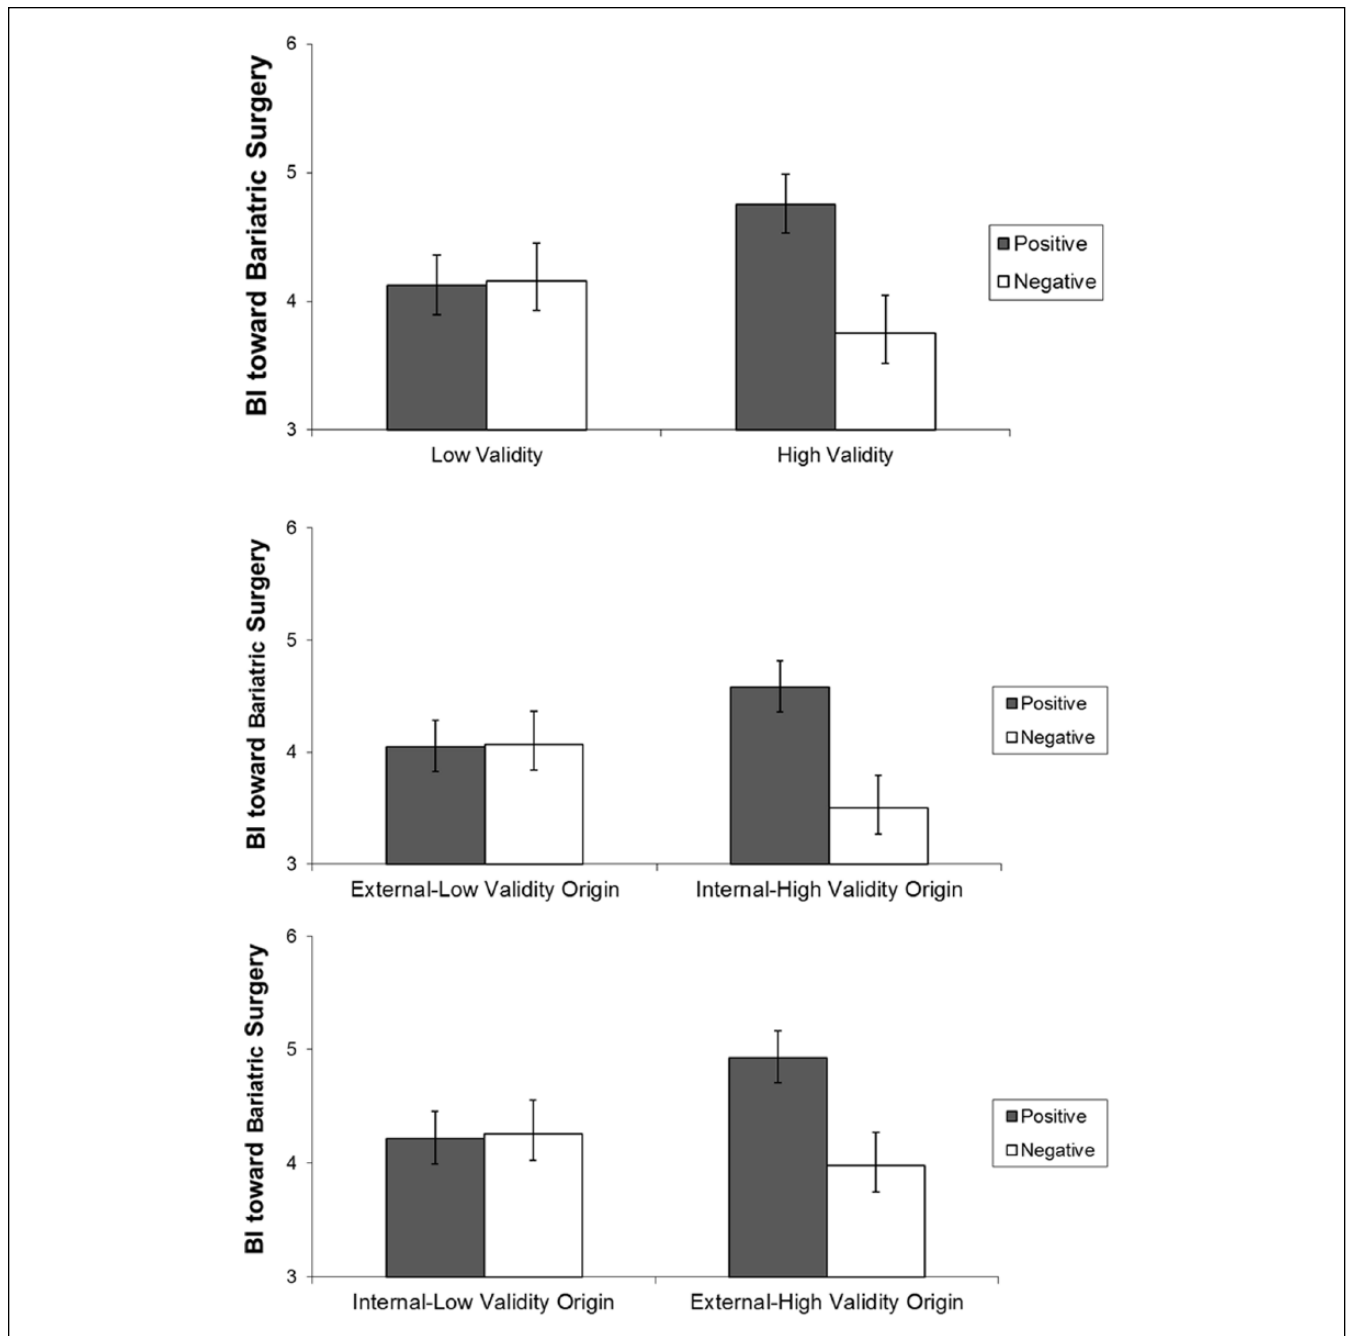 BI toward Bariatric Surgery
6
5
4
3
Low Validity
High Validity
Positive
Negative
BI toward Bariatric Surgery
6
5
4
3
External-Low Validity Origin
Internal-High Validity Origin
Positive
Negative
BI toward Bariatric Surgery
6
5
4
3
Internal-Low Validity Origin
External-High Validity Origin
Positive
Negative